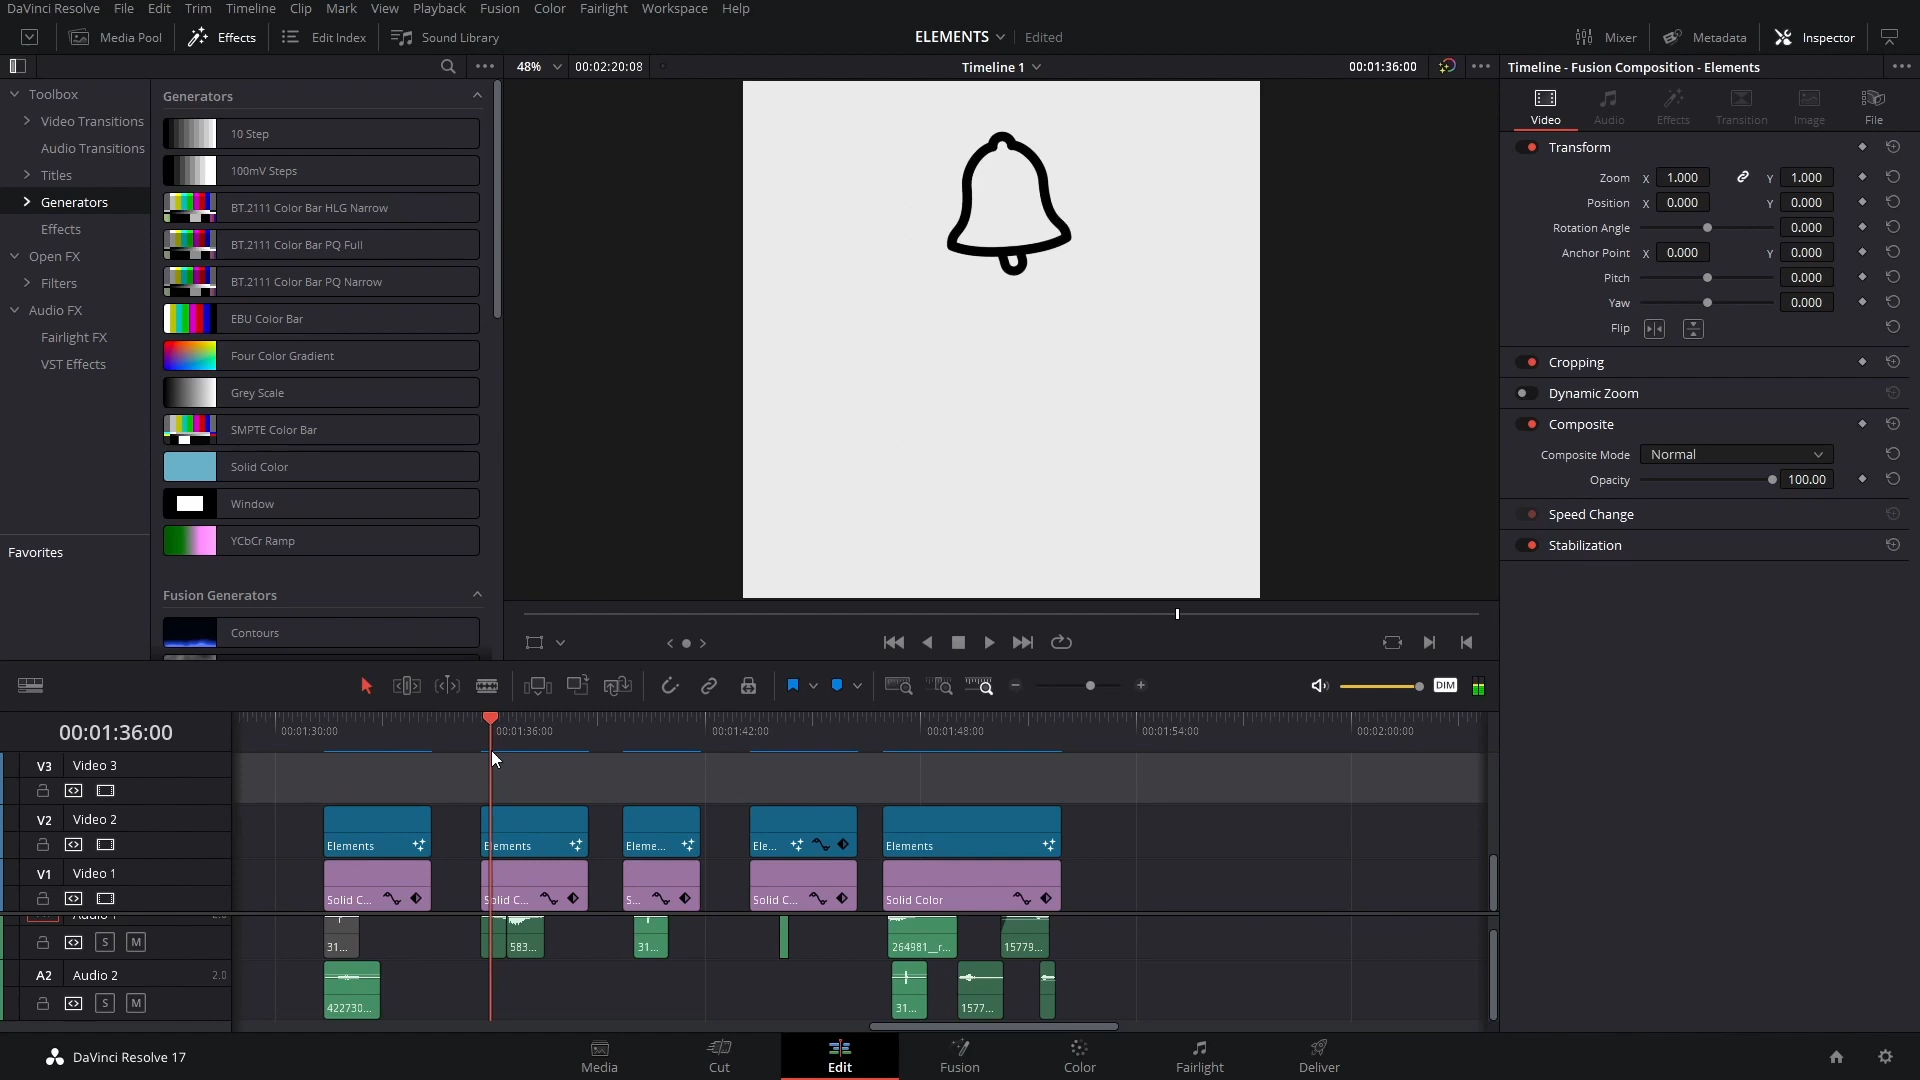 DaVinci Resolve File Edit Trim Timeline Clip Mark View Playback Fusion Color Fairlight Workspace Help
Media Pool Effects Edit Index Sound Library ELEMENTS Edited Mixer Metadata Inspector
48% 00:02:20:08 Timeline 1 00:01:36:00 Timeline - Fusion Composition - Elements
Toolbox
Video Transitions
Audio Transitions
Titles
Generators
Effects
Open FX
Filters
Audio FX
Fairlight FX
VST Effects
Favorites
Generators
10 Step
100mV Steps
BT.2111 Color Bar HLG Narrow
BT.2111 Color Bar PQ Full
BT.2111 Color Bar PQ Narrow
EBU Color Bar
Four Color Gradient
Grey Scale
SMPTE Color Bar
Solid Color
Window
YCbCr Ramp
Fusion Generators
Contours
Video Audio Effects Transition Image File
Transform
Zoom X 1.000 Y 1.000
Position X 0.000 Y 0.000
Rotation Angle 0.000
Anchor Point X 0.000 Y 0.000
Pitch 0.000
Yaw 0.000
Flip
Cropping
Dynamic Zoom
Composite
Composite Mode Normal
Opacity 100.00
Speed Change
Stabilization
DIM
00:01:36:00 00:01:30:00 00:01:36:00 00:01:42:00 00:01:48:00 00:01:54:00 00:02:00:00
V3 Video 3
V2 Video 2
Elements Elements Eleme... Ele... Elements
V1 Video 1
Solid C... Solid C... S... Solid C... Solid Color
S M 31... 583... 31... 264981__r... 15779...
A2 Audio 2 2.0
S M 422730... 31... 1577...
DaVinci Resolve 17 Media Cut Edit Fusion Color Fairlight Deliver